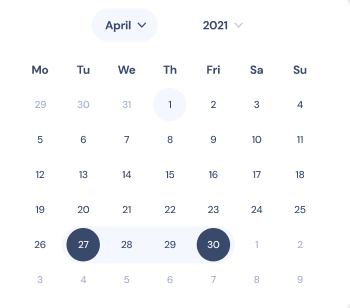 April 2021
Mo Tu We Th Fri Sa Su
29 30 31 1 2 3 4
5 6 7 8 9 10 11
12 13 14 15 16 17 18
19 20 21 22 23 24 25
26 27 28 29 30 1 2
3 4 5 6 7 8 9